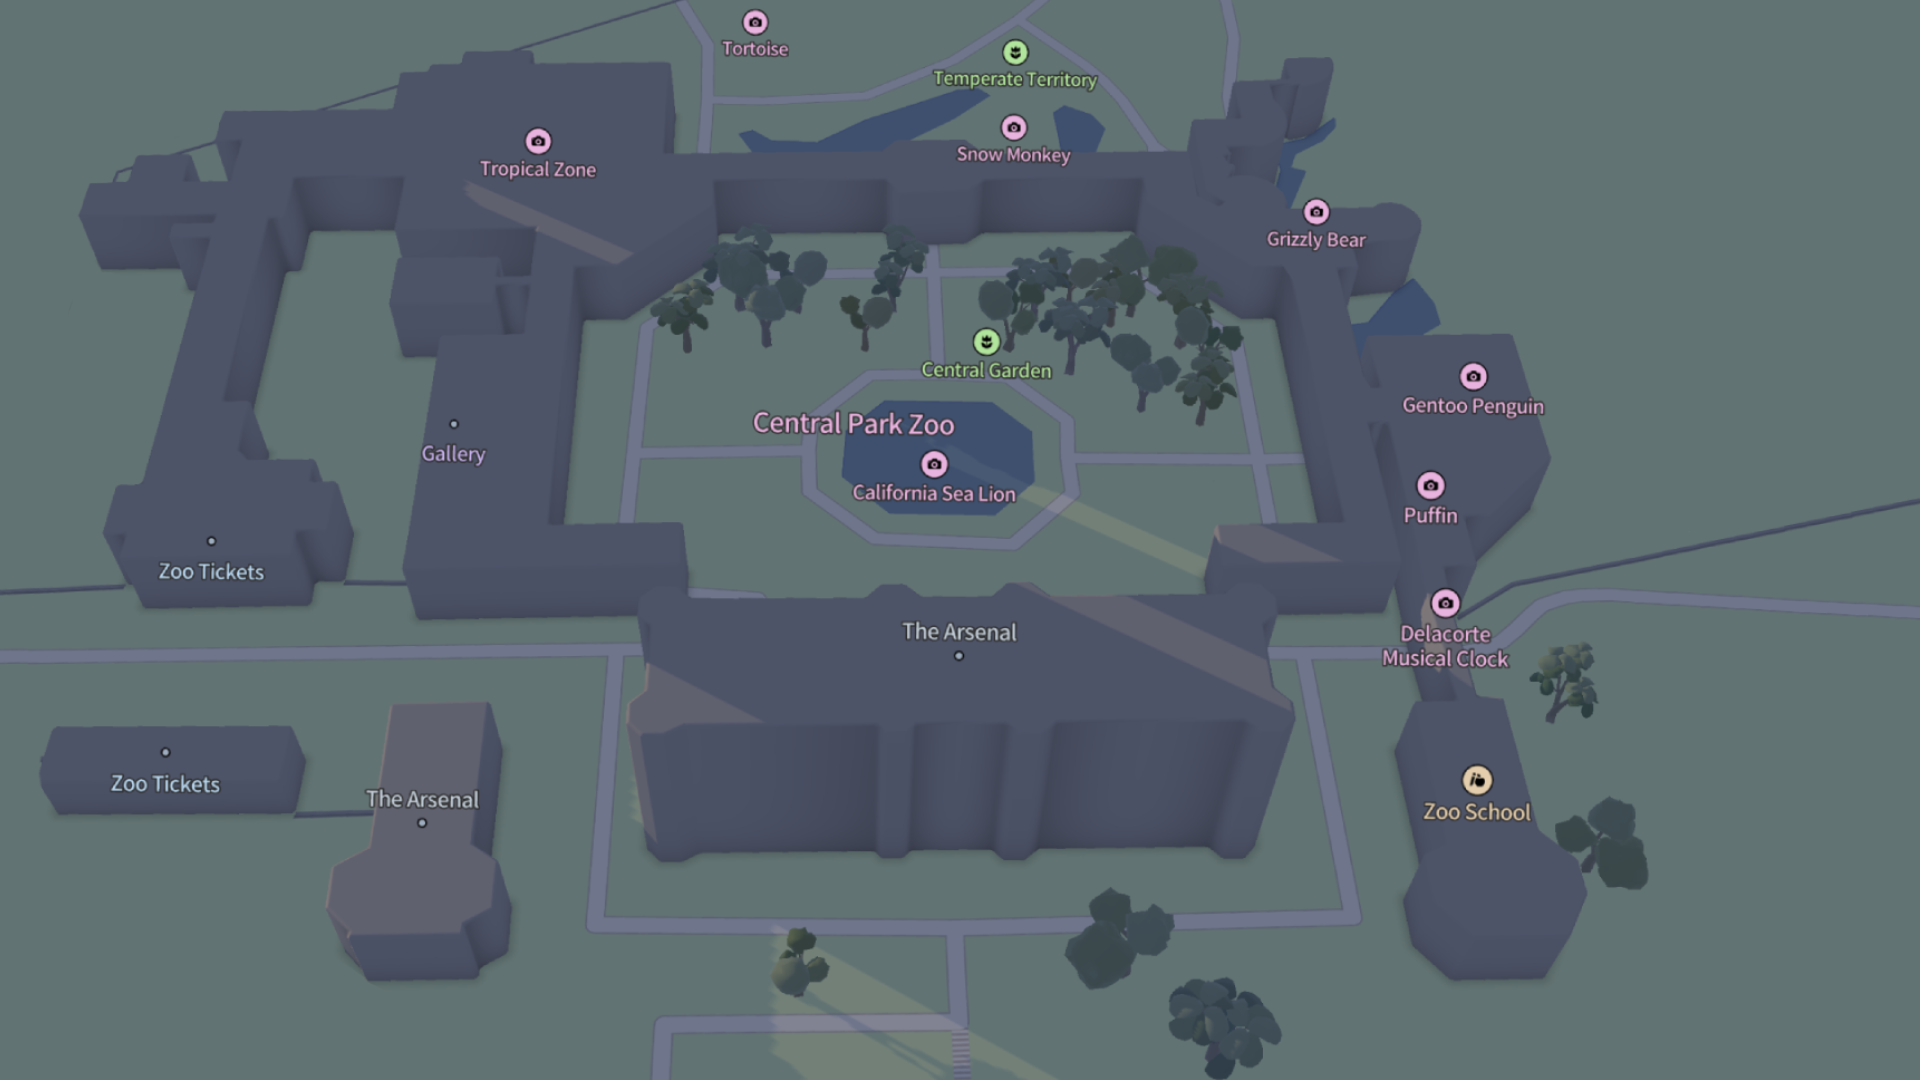 Tortoise
Temperate Territory
Snow Monkey
Tropical Zone
Grizzly Bear
Central Garden
Gentoo Penguin
Central Park Zoo
Gallery
California Sea Lion
Puffin
Zoo Tickets
The Arsenal
Delacorte
Musical Clock
Zoo Tickets
The Arsenal
Zoo School